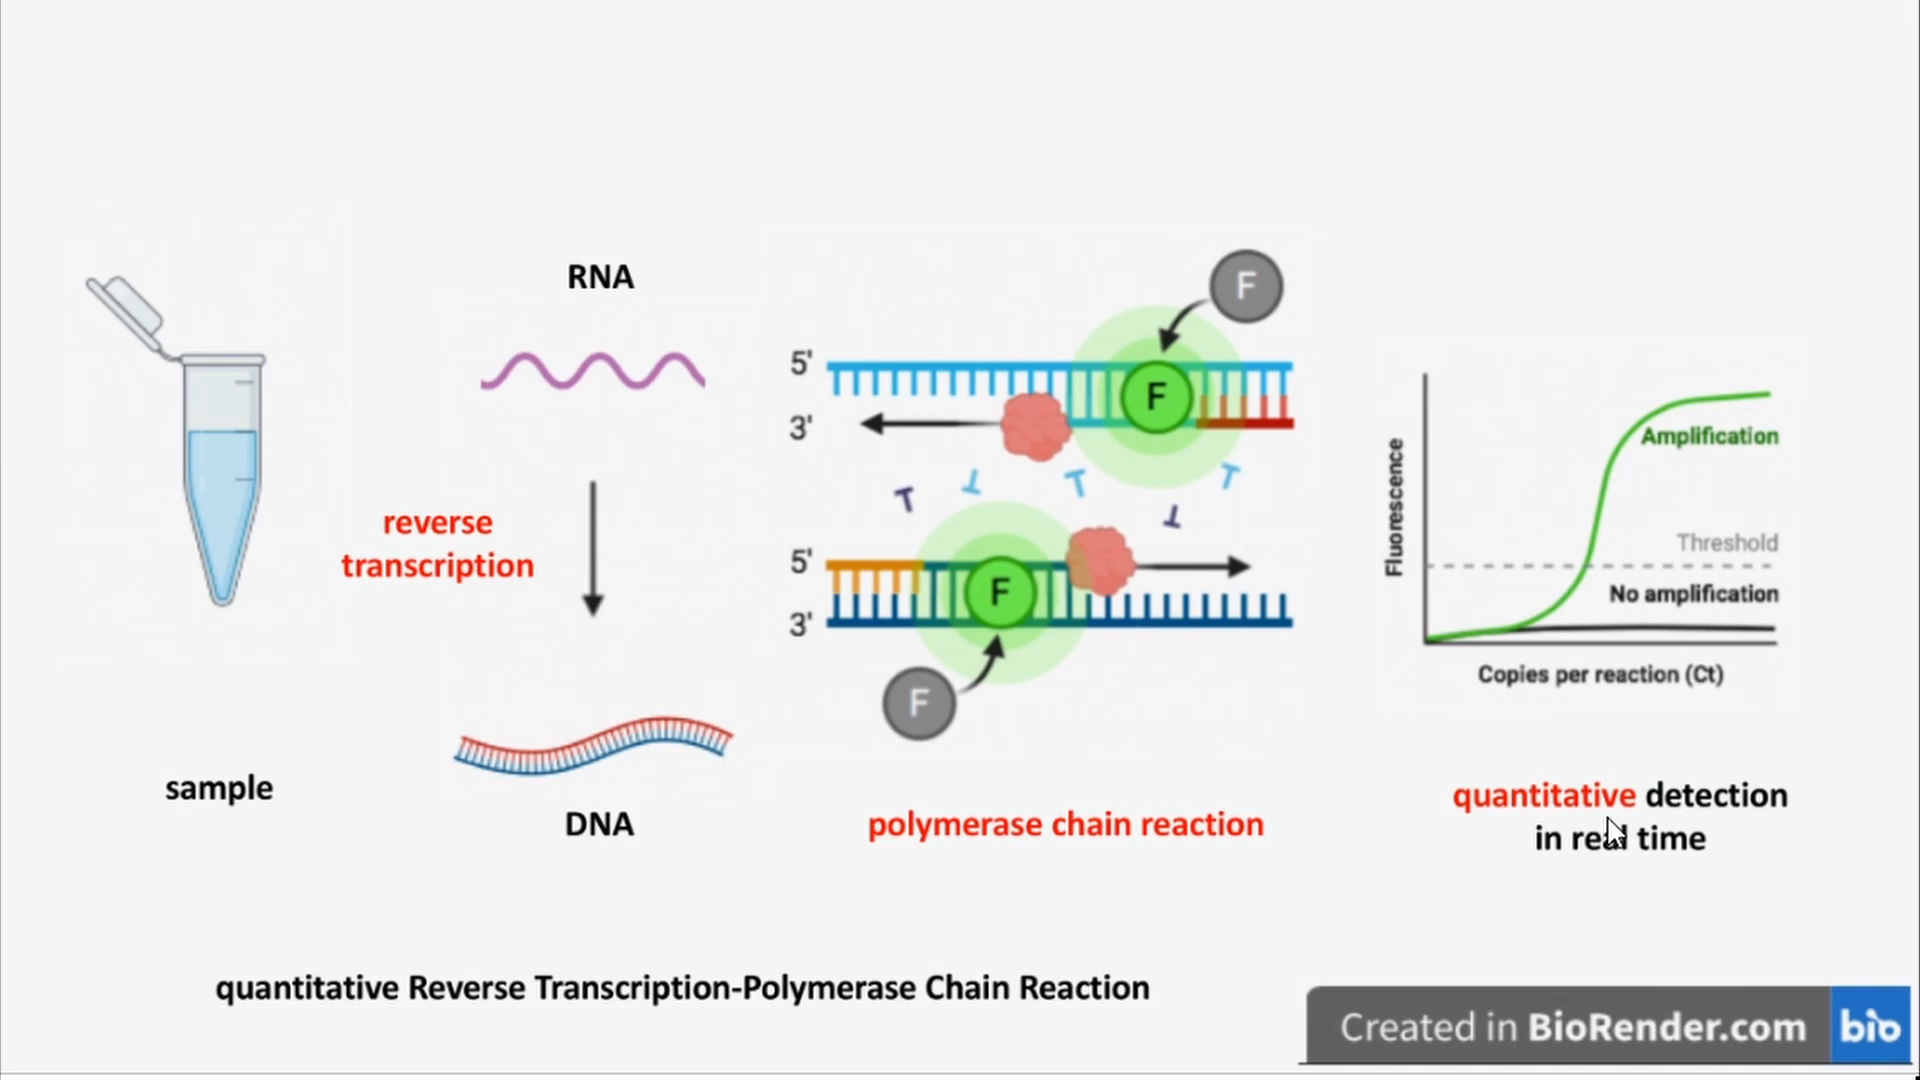 RNA
F
5'
F
3'
reverse
transcription
5'
F
3'
F
sample
DNA
polymerase chain reaction
Fluorescence
Amplification
Threshold
No amplification
Copies per reaction (Ct)
quantitative detection
in real time
quantitative Reverse Transcription-Polymerase Chain Reaction
Created in BioRender.com bio